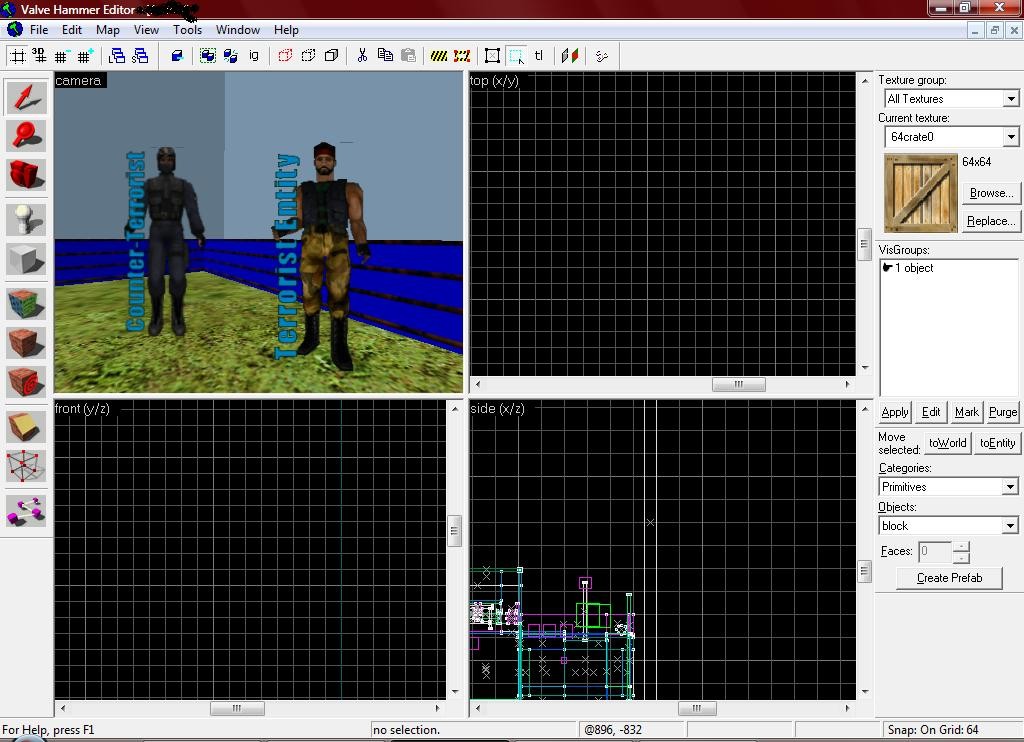 Valve Hammer Editor -
File Edit Map View Tools Window Help
3D ig tl
camera
Counter-Terrorist
Terrorist Entity
top (x/y)
front (y/z)
side (x/z)
Texture group:
All Textures
Current texture:
64crate0
64x64
Browse...
Replace...
VisGroups:
1 object
Apply Edit Mark Purge
Move
selected:
toWorld toEntity
Categories:
Primitives
Objects:
block
Faces: 0
Create Prefab
For Help, press F1 no selection. @896, -832 Snap: On Grid: 64